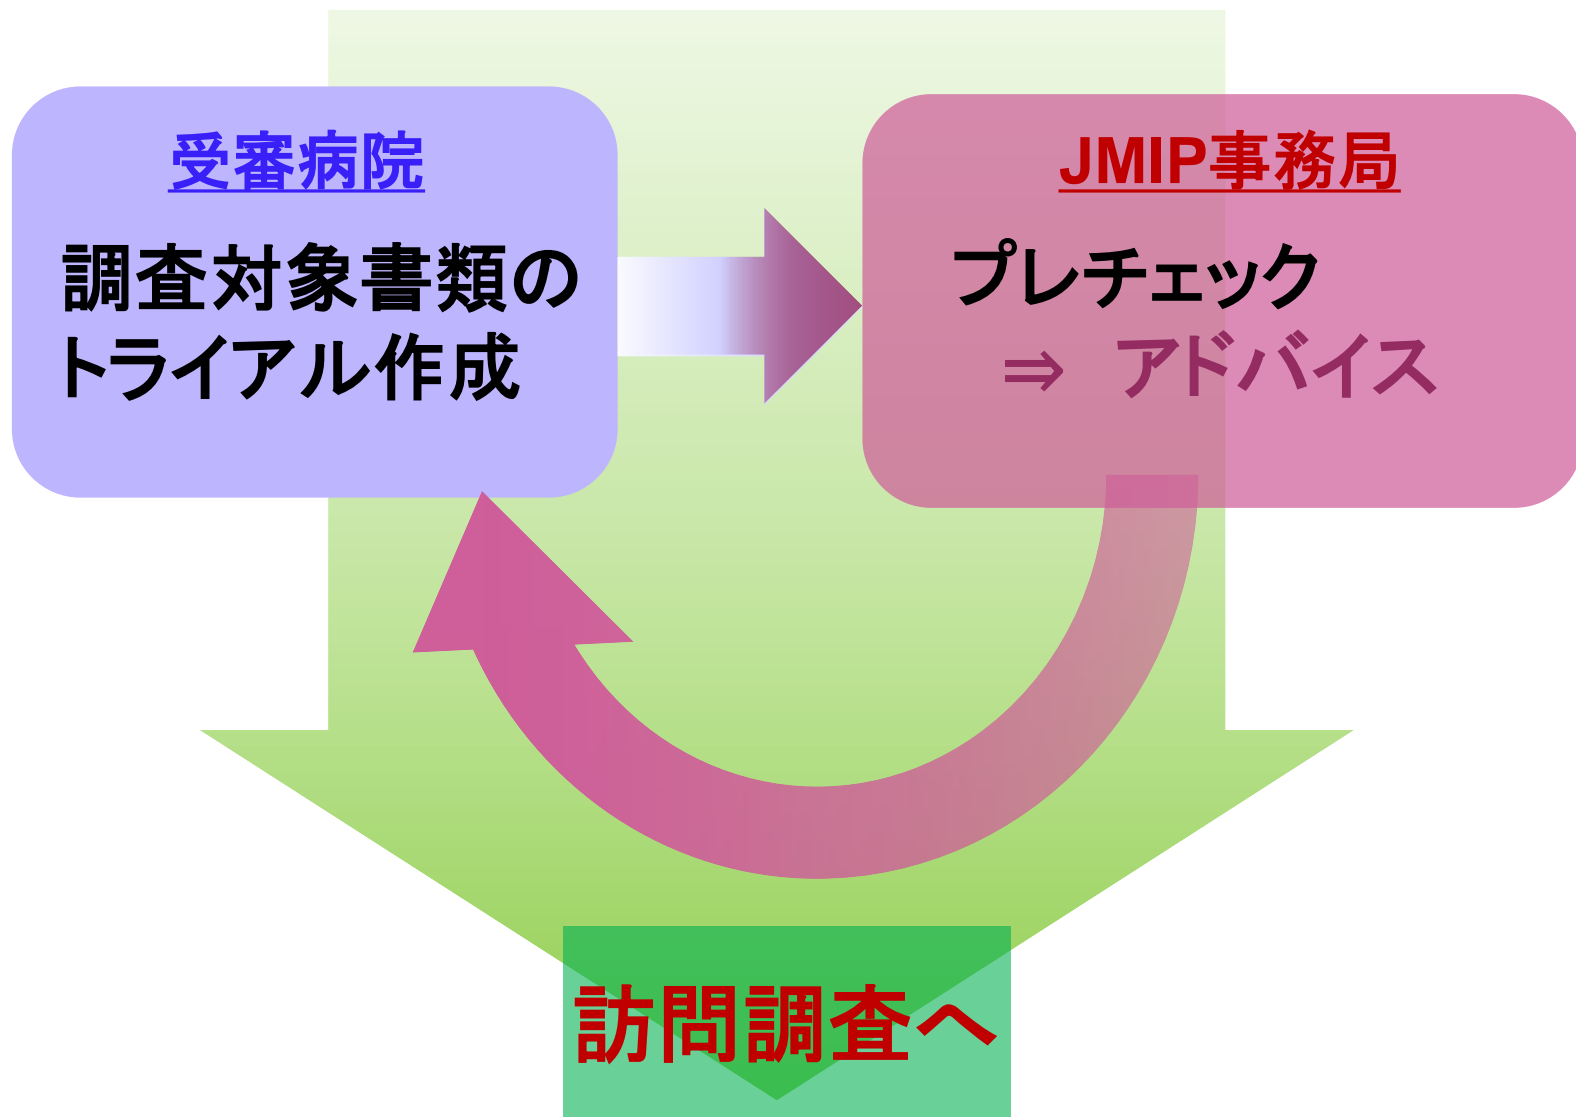 受審病院
調査対象書類の
トライアル作成
JMIP事務局
プレチェック
⇒ アドバイス
訪問調査へ